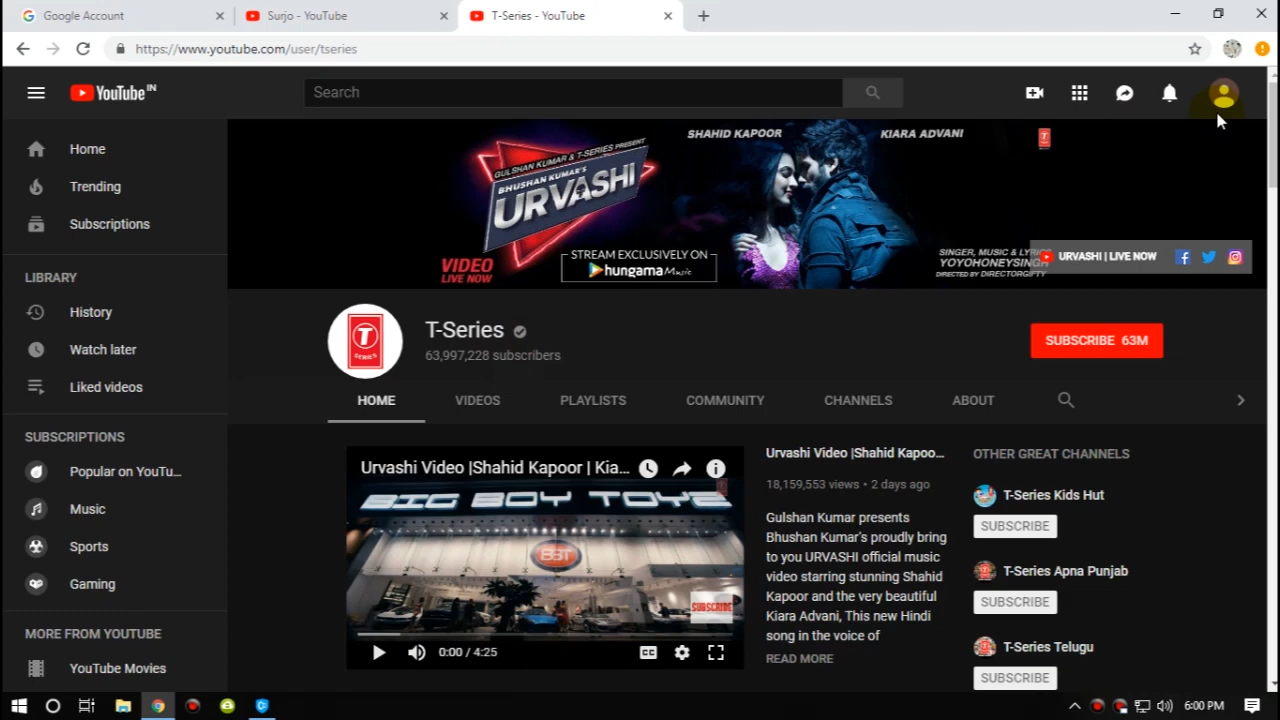 Google Account
Surjo - YouTube
T-Series - YouTube
https://www.youtube.com/user/tseries
YouTube IN
Search
Home
Trending
Subscriptions
LIBRARY
History
Watch later
Liked videos
SUBSCRIPTIONS
Popular on YouTu...
Music
Sports
Gaming
MORE FROM YOUTUBE
YouTube Movies
GULSHAN KUMAR & T-SERIES PRESENT
BHUSHAN KUMAR'S
URVASHI
VIDEO
LIVE NOW
STREAM EXCLUSIVELY ON
hungama Music
SHAHID KAPOOR
KIARA ADVANI
SINGER, MUSIC & LYRICS
YOYOHONEYSINGH
DIRECTED BY DIRECTORGIFTY
URVASHI | LIVE NOW
T SERIES
T-Series
63,997,228 subscribers
SUBSCRIBE 63M
HOME
VIDEOS
PLAYLISTS
COMMUNITY
CHANNELS
ABOUT
Urvashi Video |Shahid Kapoor | Kia...
BIG BOY TOYZ
BBT
SUBSCRIBE
0:00 / 4:25
CC
Urvashi Video |Shahid Kapoo...
18,159,553 views • 2 days ago
Gulshan Kumar presents
Bhushan Kumar's proudly bring
to you URVASHI official music
video starring stunning Shahid
Kapoor and the very beautiful
Kiara Advani, This new Hindi
song in the voice of
READ MORE
OTHER GREAT CHANNELS
T-Series Kids Hut
SUBSCRIBE
T-Series Apna Punjab
SUBSCRIBE
T-Series Telugu
SUBSCRIBE
6:00 PM